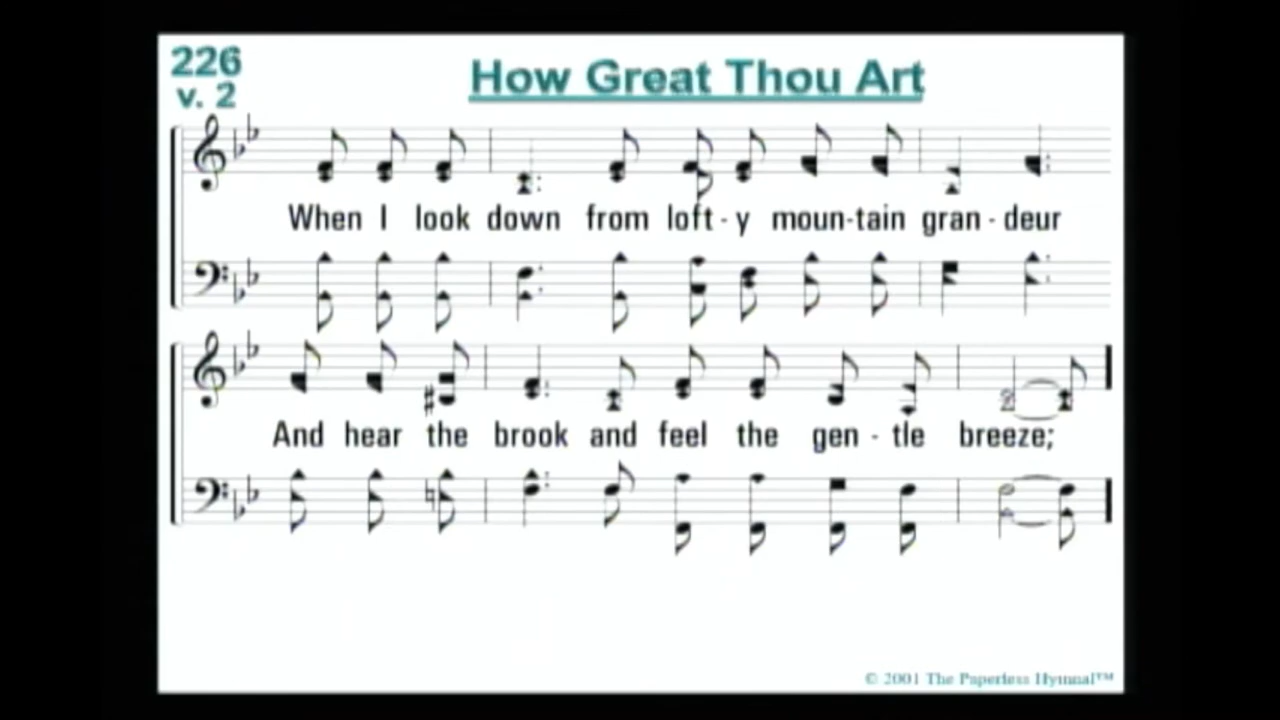 226
v. 2
How Great Thou Art
When I look down from loft-y moun-tain gran-deur
And hear the brook and feel the gen-tle breeze;
© 2001 The Paperless Hymnal™